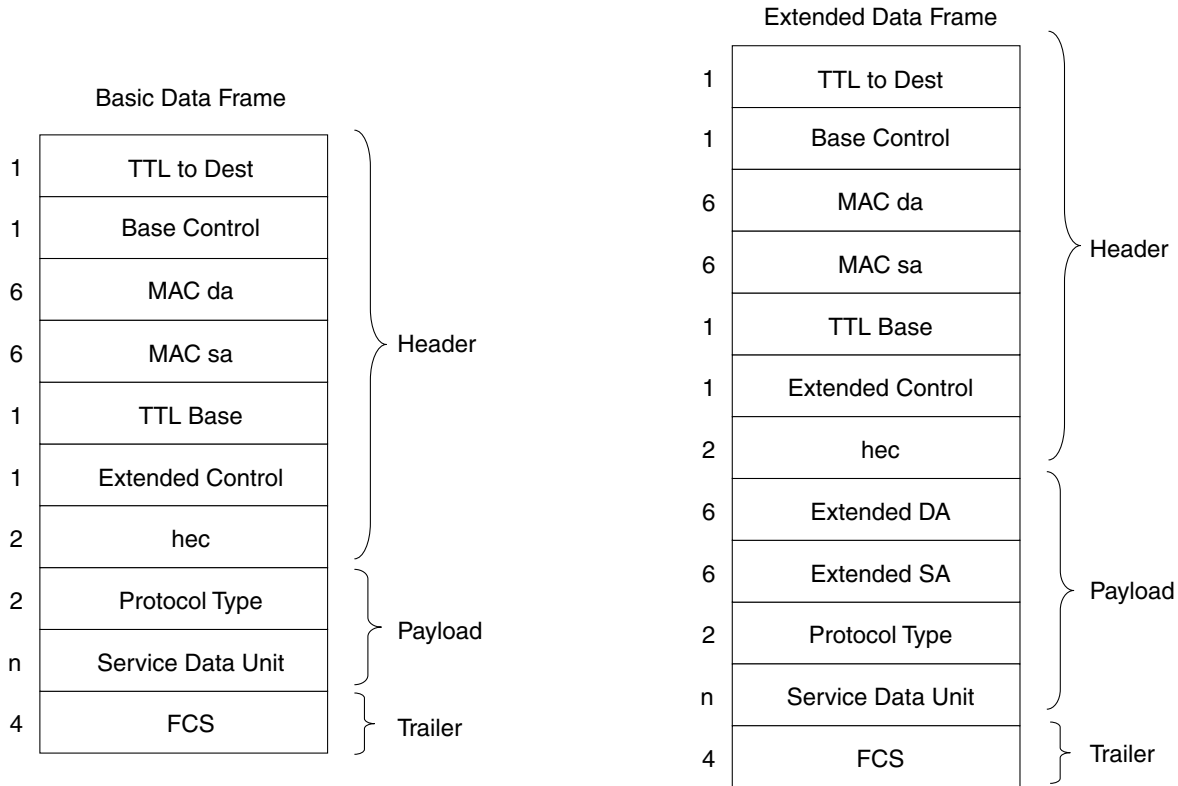 Basic Data Frame
1 TTL to Dest
1 Base Control
6 MAC da
6 MAC sa
1 TTL Base
1 Extended Control
2 hec
Header
2 Protocol Type
n Service Data Unit
Payload
4 FCS
Trailer
Extended Data Frame
1 TTL to Dest
1 Base Control
6 MAC da
6 MAC sa
1 TTL Base
1 Extended Control
2 hec
Header
6 Extended DA
6 Extended SA
2 Protocol Type
n Service Data Unit
Payload
4 FCS
Trailer